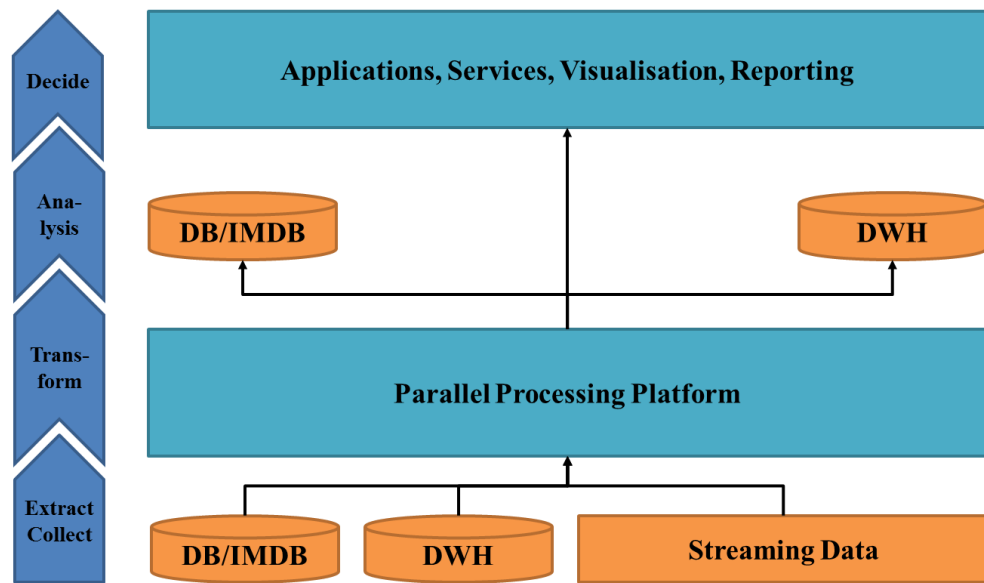 Decide
Applications, Services, Visualisation, Reporting
Ana-
lysis
DB/IMDB
DWH
Trans-
form
Parallel Processing Platform
Extract
Collect
DB/IMDB
DWH
Streaming Data